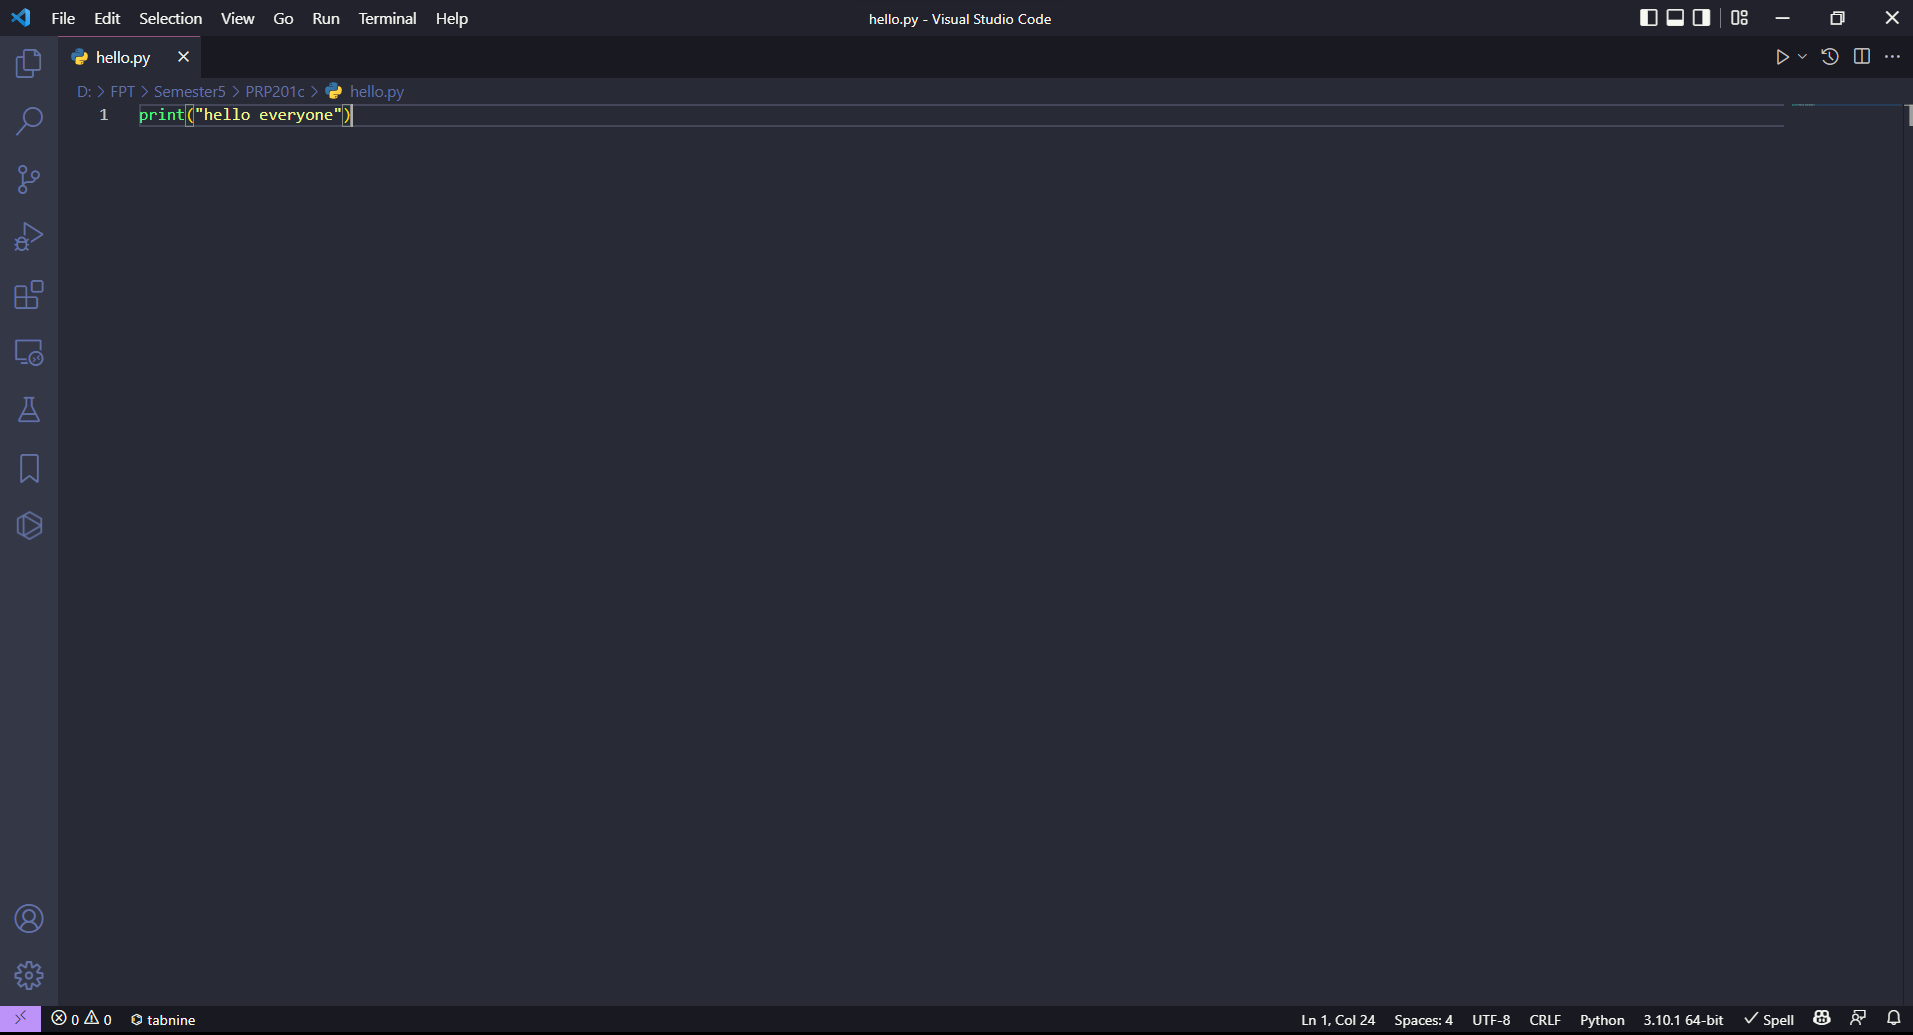 File Edit Selection View Go Run Terminal Help hello.py - Visual Studio Code
hello.py
D: > FPT > Semester5 > PRP201c > hello.py
1 print("hello everyone")
0 0 tabnine Ln 1, Col 24 Spaces: 4 UTF-8 CRLF Python 3.10.1 64-bit Spell